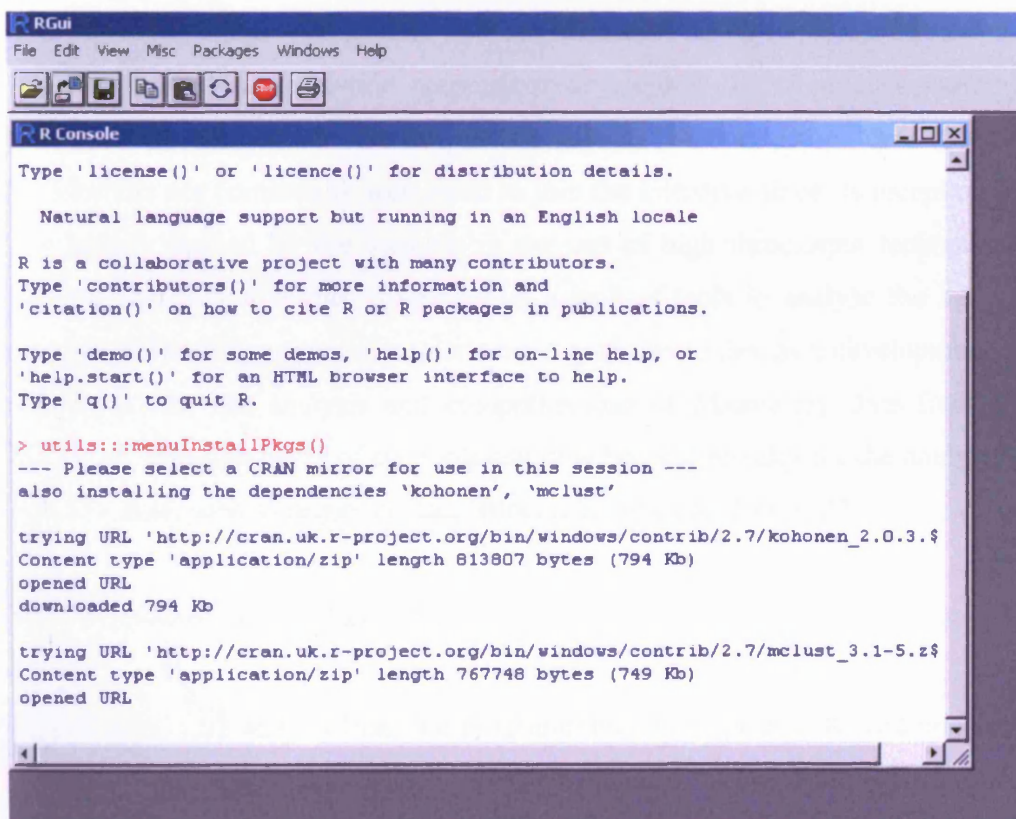 RGui
File Edit View Misc Packages Windows Help
STOP
R Console
Type 'license()' or 'licence()' for distribution details.
Natural language support but running in an English locale
R is a collaborative project with many contributors.
Type 'contributors()' for more information and
'citation()' on how to cite R or R packages in publications.
Type 'demo()' for some demos, 'help()' for on-line help, or
'help.start()' for an HTML browser interface to help.
Type 'q()' to quit R.
> utils:::menuInstallPkgs()
--- Please select a CRAN mirror for use in this session ---
also installing the dependencies ‘kohonen’, ‘mclust’
trying URL 'http://cran.uk.r-project.org/bin/windows/contrib/2.7/kohonen_2.0.3.$
Content type 'application/zip' length 813807 bytes (794 Kb)
opened URL
downloaded 794 Kb
trying URL 'http://cran.uk.r-project.org/bin/windows/contrib/2.7/mclust_3.1-5.z$
Content type 'application/zip' length 767748 bytes (749 Kb)
opened URL